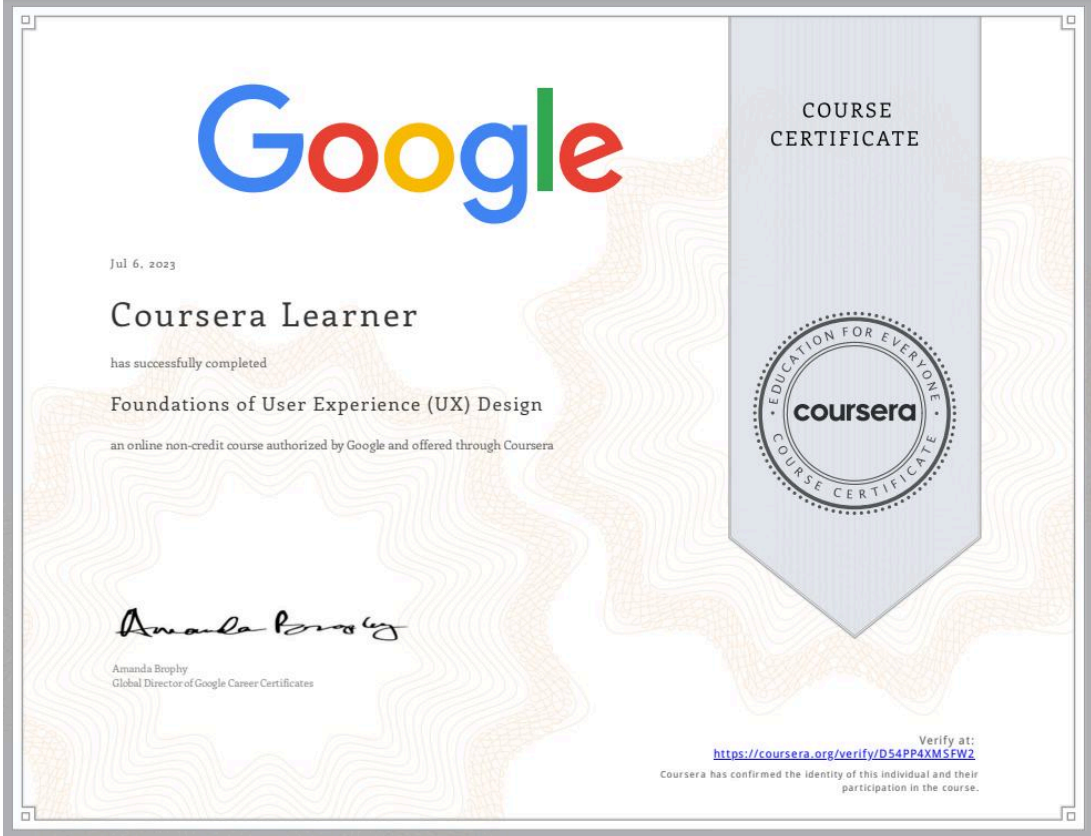 Google
COURSE
CERTIFICATE
Jul 6, 2023
Coursera Learner
has successfully completed
Foundations of User Experience (UX) Design
an online non-credit course authorized by Google and offered through Coursera
EDUCATION FOR EVERYONE
coursera
COURSE CERTIFICATE
Amanda Brophy
Amanda Brophy
Global Director of Google Career Certificates
Verify at:
https://coursera.org/verify/D54PP4XMSFW2
Coursera has confirmed the identity of this individual and their
participation in the course.